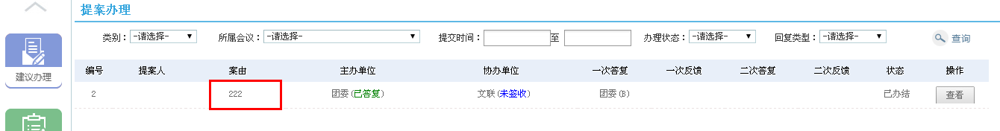 提案办理
类别： -请选择- 所属会议： -请选择- 提交时间： 至 办理状态： -请选择- 回复类型： -请选择- 查询
建议办理
编号 提案人 案由 主办单位 协办单位 一次答复 一次反馈 二次答复 二次反馈 状态 操作
2 222 团委(已答复) 文联(未签收) 团委(B) 已办结 查看